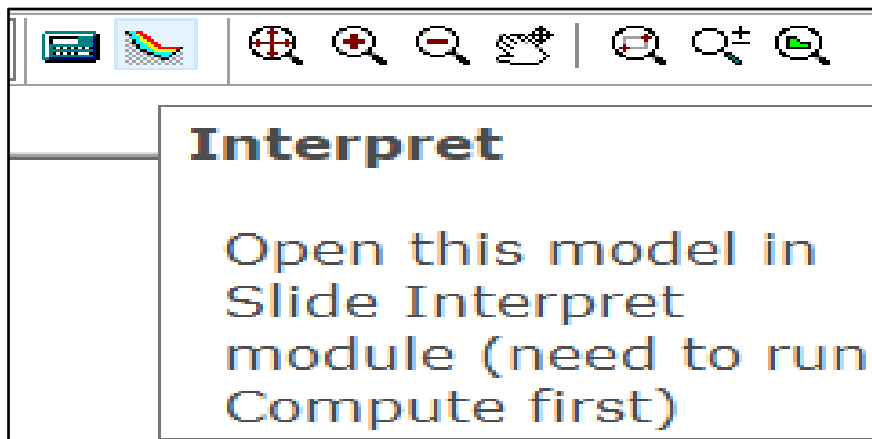 Interpret
Open this model in
Slide Interpret
module (need to run
Compute first)